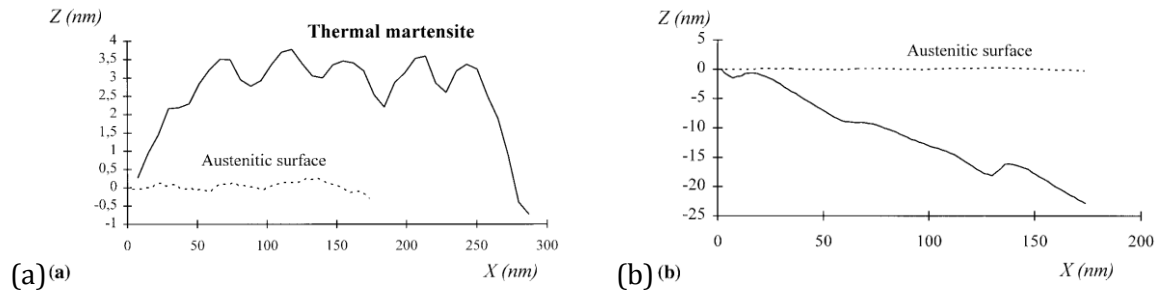 Z (nm)
Thermal martensite
4
3,5
3
2,5
2
1,5
1
0,5
0
-0,5
-1
Austenitic surface
0 50 100 150 200 250 300
X (nm)
(a) (a)
Z (nm)
5
0
-5
-10
-15
-20
-25
Austenitic surface
0 50 100 150 200
X (nm)
(b) (b)